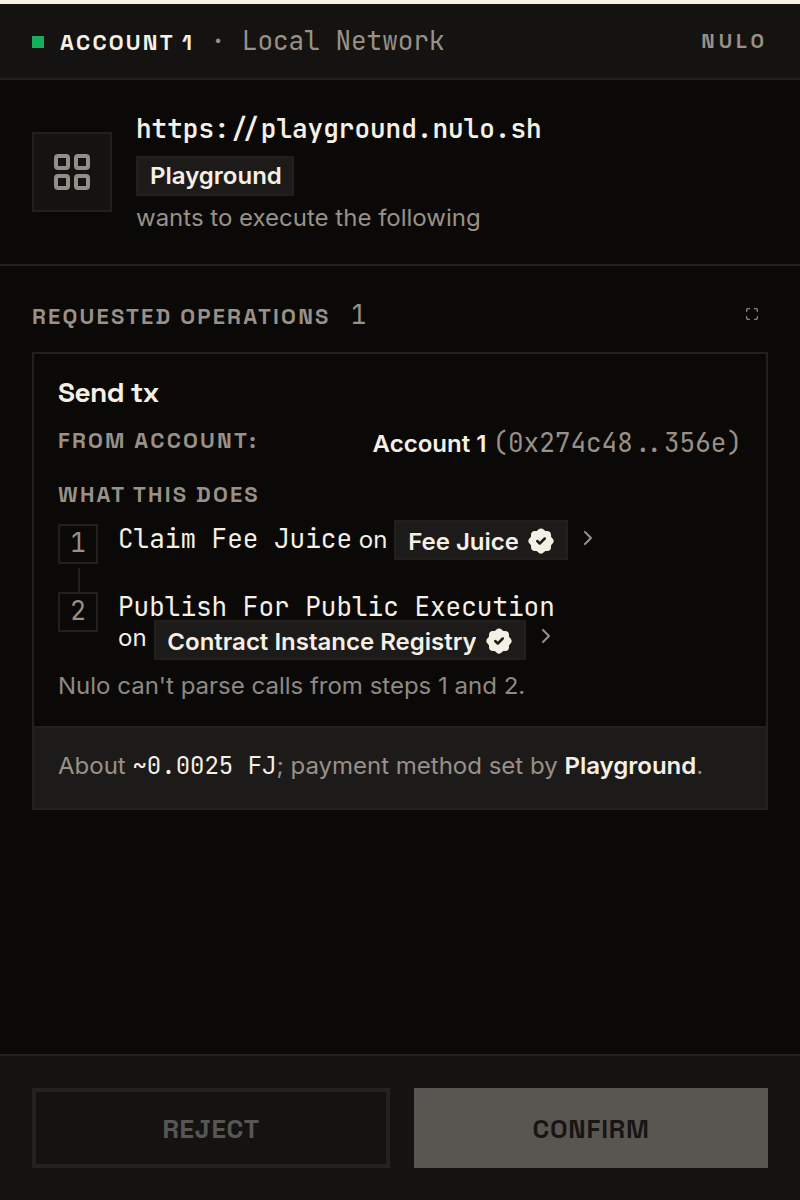 ACCOUNT 1 · Local Network NULO
https://playground.nulo.sh
Playground
wants to execute the following
REQUESTED OPERATIONS 1
Send tx
FROM ACCOUNT: Account 1 (0x274c48..356e)
WHAT THIS DOES
1 Claim Fee Juice on Fee Juice
2 Publish For Public Execution
on Contract Instance Registry
Nulo can't parse calls from steps 1 and 2.
About ~0.0025 FJ; payment method set by Playground.
REJECT CONFIRM